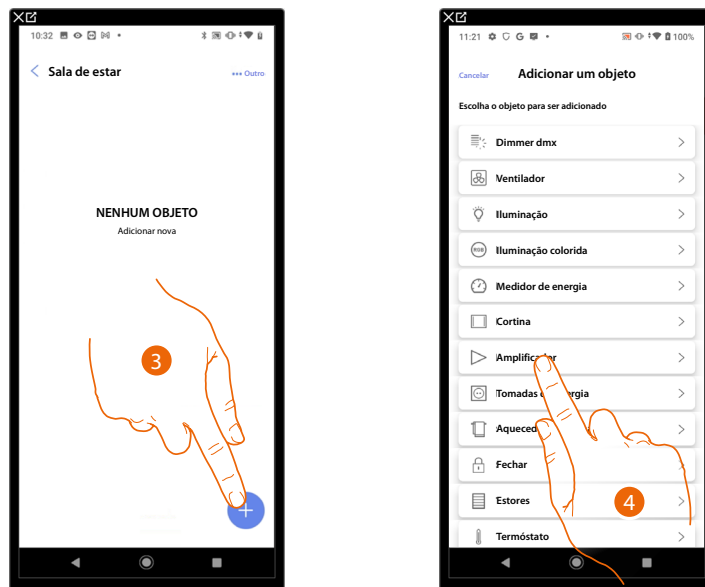 10:32
Sala de estar
Outro
NENHUM OBJETO
Adicionar nova
3
11:21
G
100%
Cancelar
Adicionar um objeto
Escolha o objeto para ser adicionado
Dimmer dmx
Ventilador
Iluminação
RGB
Iluminação colorida
Medidor de energia
Cortina
Amplificador
Tomadas
Fechar
Estores
4
Termóstato